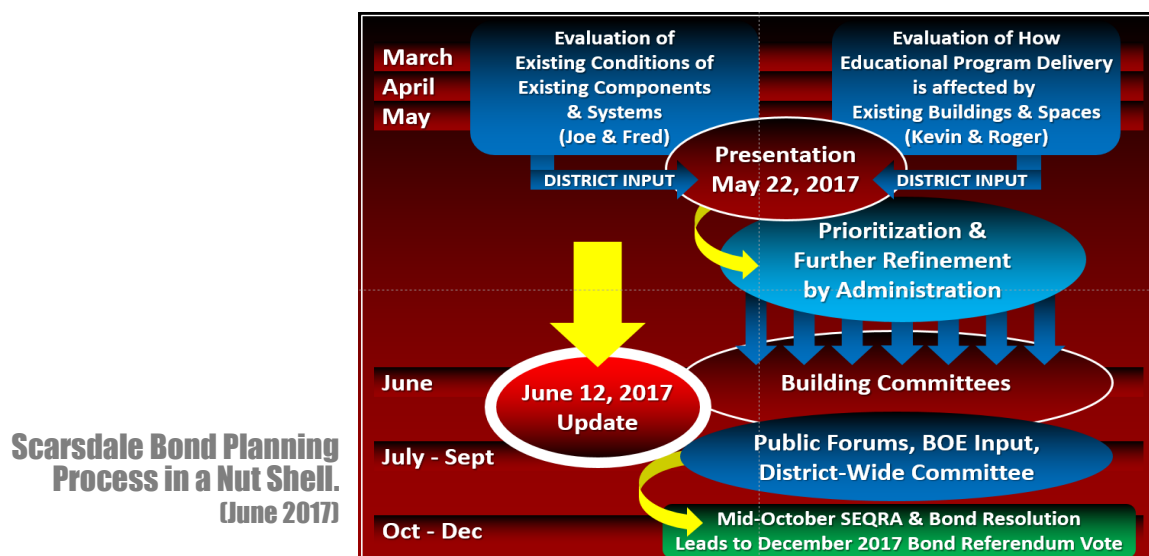 Scarsdale Bond Planning
Process in a Nut Shell.
(June 2017)
March
April
May
Evaluation of
Existing Conditions of
Existing Components
& Systems
(Joe & Fred)
Evaluation of How
Educational Program Delivery
is affected by
Existing Buildings & Spaces
(Kevin & Roger)
DISTRICT INPUT
Presentation
May 22, 2017
DISTRICT INPUT
Prioritization &
Further Refinement
by Administration
June
June 12, 2017
Update
Building Committees
July - Sept
Public Forums, BOE Input,
District-Wide Committee
Oct - Dec
Mid-October SEQRA & Bond Resolution
Leads to December 2017 Bond Referendum Vote